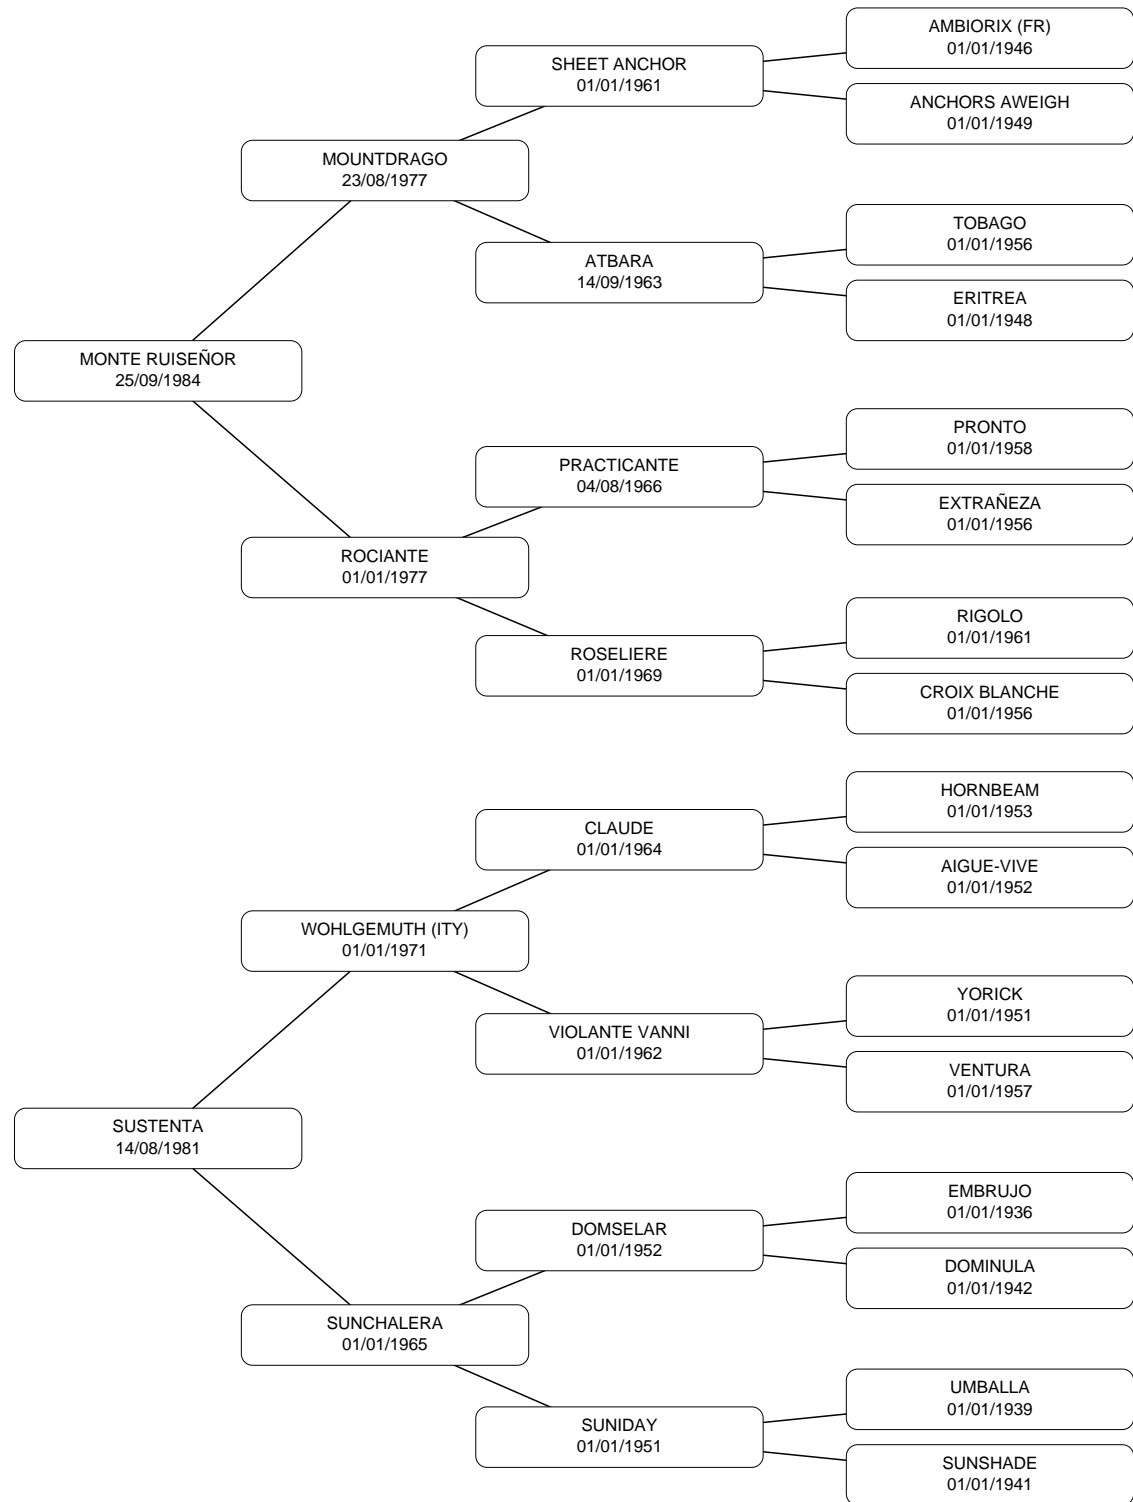 AMBIORIX (FR)
01/01/1946
SHEET ANCHOR
01/01/1961
ANCHORS AWEIGH
01/01/1949
MOUNTDRAGO
23/08/1977
TOBAGO
01/01/1956
ATBARA
14/09/1963
ERITREA
01/01/1948
MONTE RUISEÑOR
25/09/1984
PRONTO
01/01/1958
PRACTICANTE
04/08/1966
EXTRAÑEZA
01/01/1956
ROCIANTE
01/01/1977
RIGOLO
01/01/1961
ROSELIERE
01/01/1969
CROIX BLANCHE
01/01/1956
HORNBEAM
01/01/1953
CLAUDE
01/01/1964
AIGUE-VIVE
01/01/1952
WOHLGEMUTH (ITY)
01/01/1971
YORICK
01/01/1951
VIOLANTE VANNI
01/01/1962
VENTURA
01/01/1957
SUSTENTA
14/08/1981
EMBRUJO
01/01/1936
DOMSELAR
01/01/1952
DOMINULA
01/01/1942
SUNCHALERA
01/01/1965
UMBALLA
01/01/1939
SUNIDAY
01/01/1951
SUNSHADE
01/01/1941